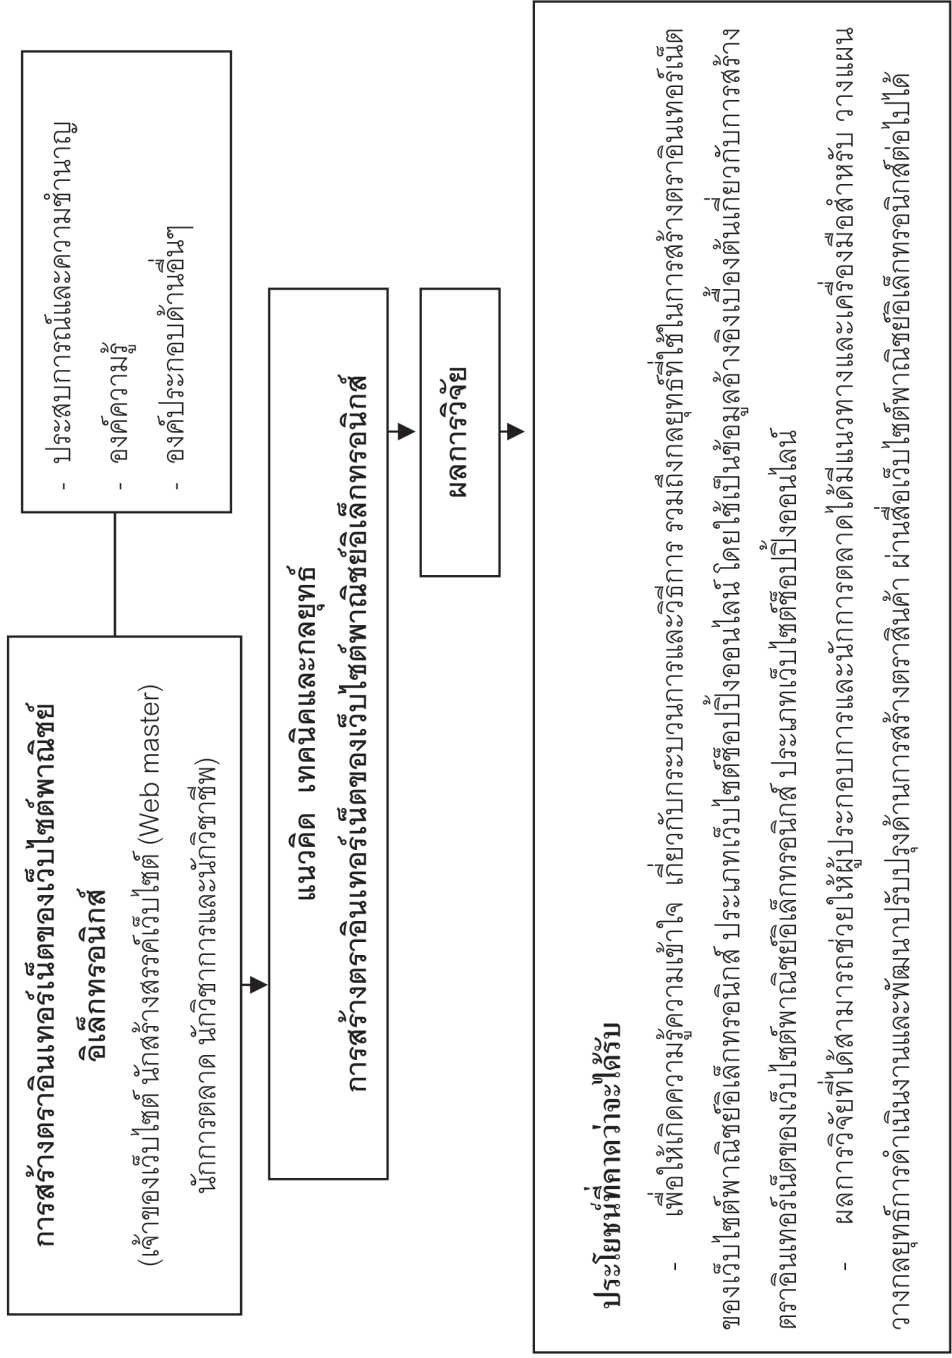 การสร้างตราอินเทอร์เน็ตของเว็บไซต์พาณิชย์
อิเล็กทรอนิกส์
(เจ้าของเว็บไซต์ นักสร้างสรรค์เว็บไซต์ (Web master)
นักการตลาด นักวิชาการและนักวิชาชีพ)
- ประสบการณ์และความชำนาญ
- องค์ความรู้
- องค์ประกอบด้านอื่นๆ
แนวคิด เทคนิคและกลยุทธ์
การสร้างตราอินเทอร์เน็ตของเว็บไซต์พาณิชย์อิเล็กทรอนิกส์
ผลการวิจัย
ประโยชน์ที่คาดว่าจะได้รับ
- เพื่อให้เกิดความรู้ความเข้าใจ เกี่ยวกับกระบวนการและวิธีการ รวมถึงกลยุทธ์ที่ใช้ในการสร้างตราอินเทอร์เน็ต
ของเว็บไซต์พาณิชย์อิเล็กทรอนิกส์ ประเภทเว็บไซต์ช็อปปิ้งออนไลน์ โดยใช้เป็นข้อมูลอ้างอิงเบื้องต้นเกี่ยวกับการสร้าง
ตราอินเทอร์เน็ตของเว็บไซต์พาณิชย์อิเล็กทรอนิกส์ ประเภทเว็บไซต์ช็อปปิ้งออนไลน์
- ผลการวิจัยที่ได้สามารถช่วยให้ผู้ประกอบการและนักการตลาดได้มีแนวทางและเครื่องมือสำหรับ วางแผน
วางกลยุทธ์การดำเนินงานและพัฒนาปรับปรุงด้านการสร้างตราสินค้า ผ่านสื่อเว็บไซต์พาณิชย์อิเล็กทรอนิกส์ต่อไปได้